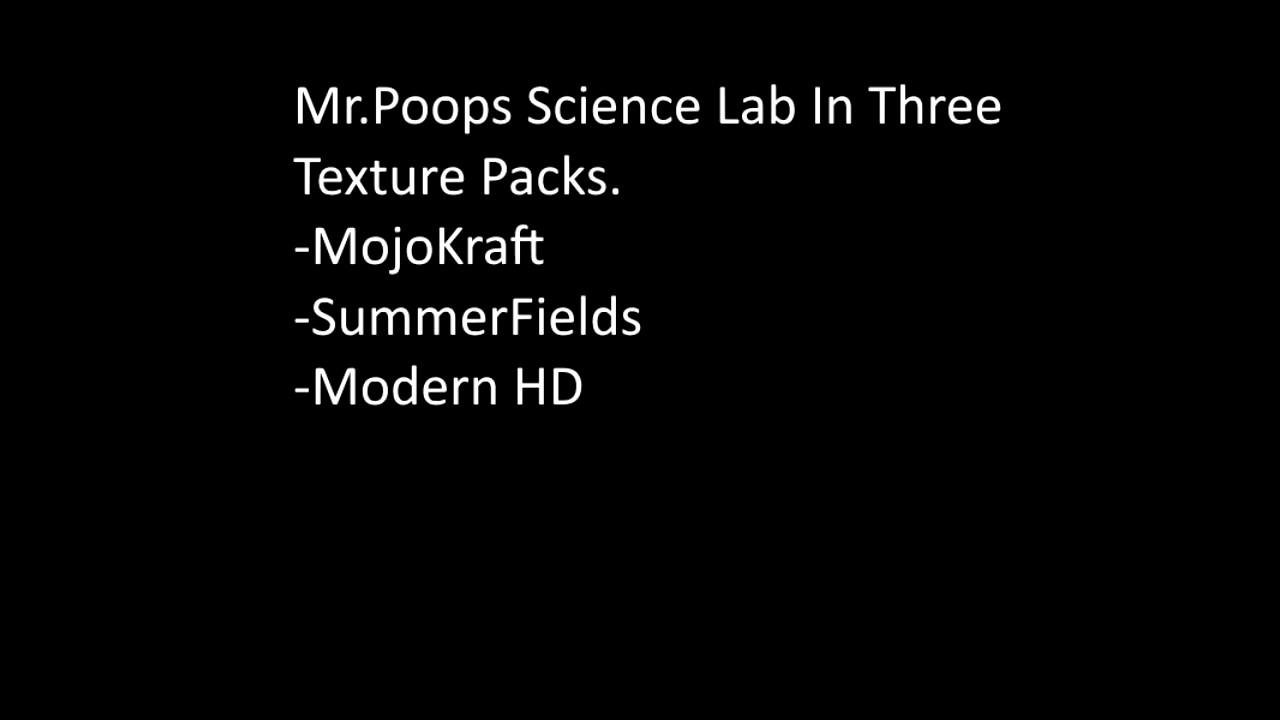 Mr.Poops Science Lab In Three
Texture Packs.
-MojoKraft
-SummerFields
-Modern HD